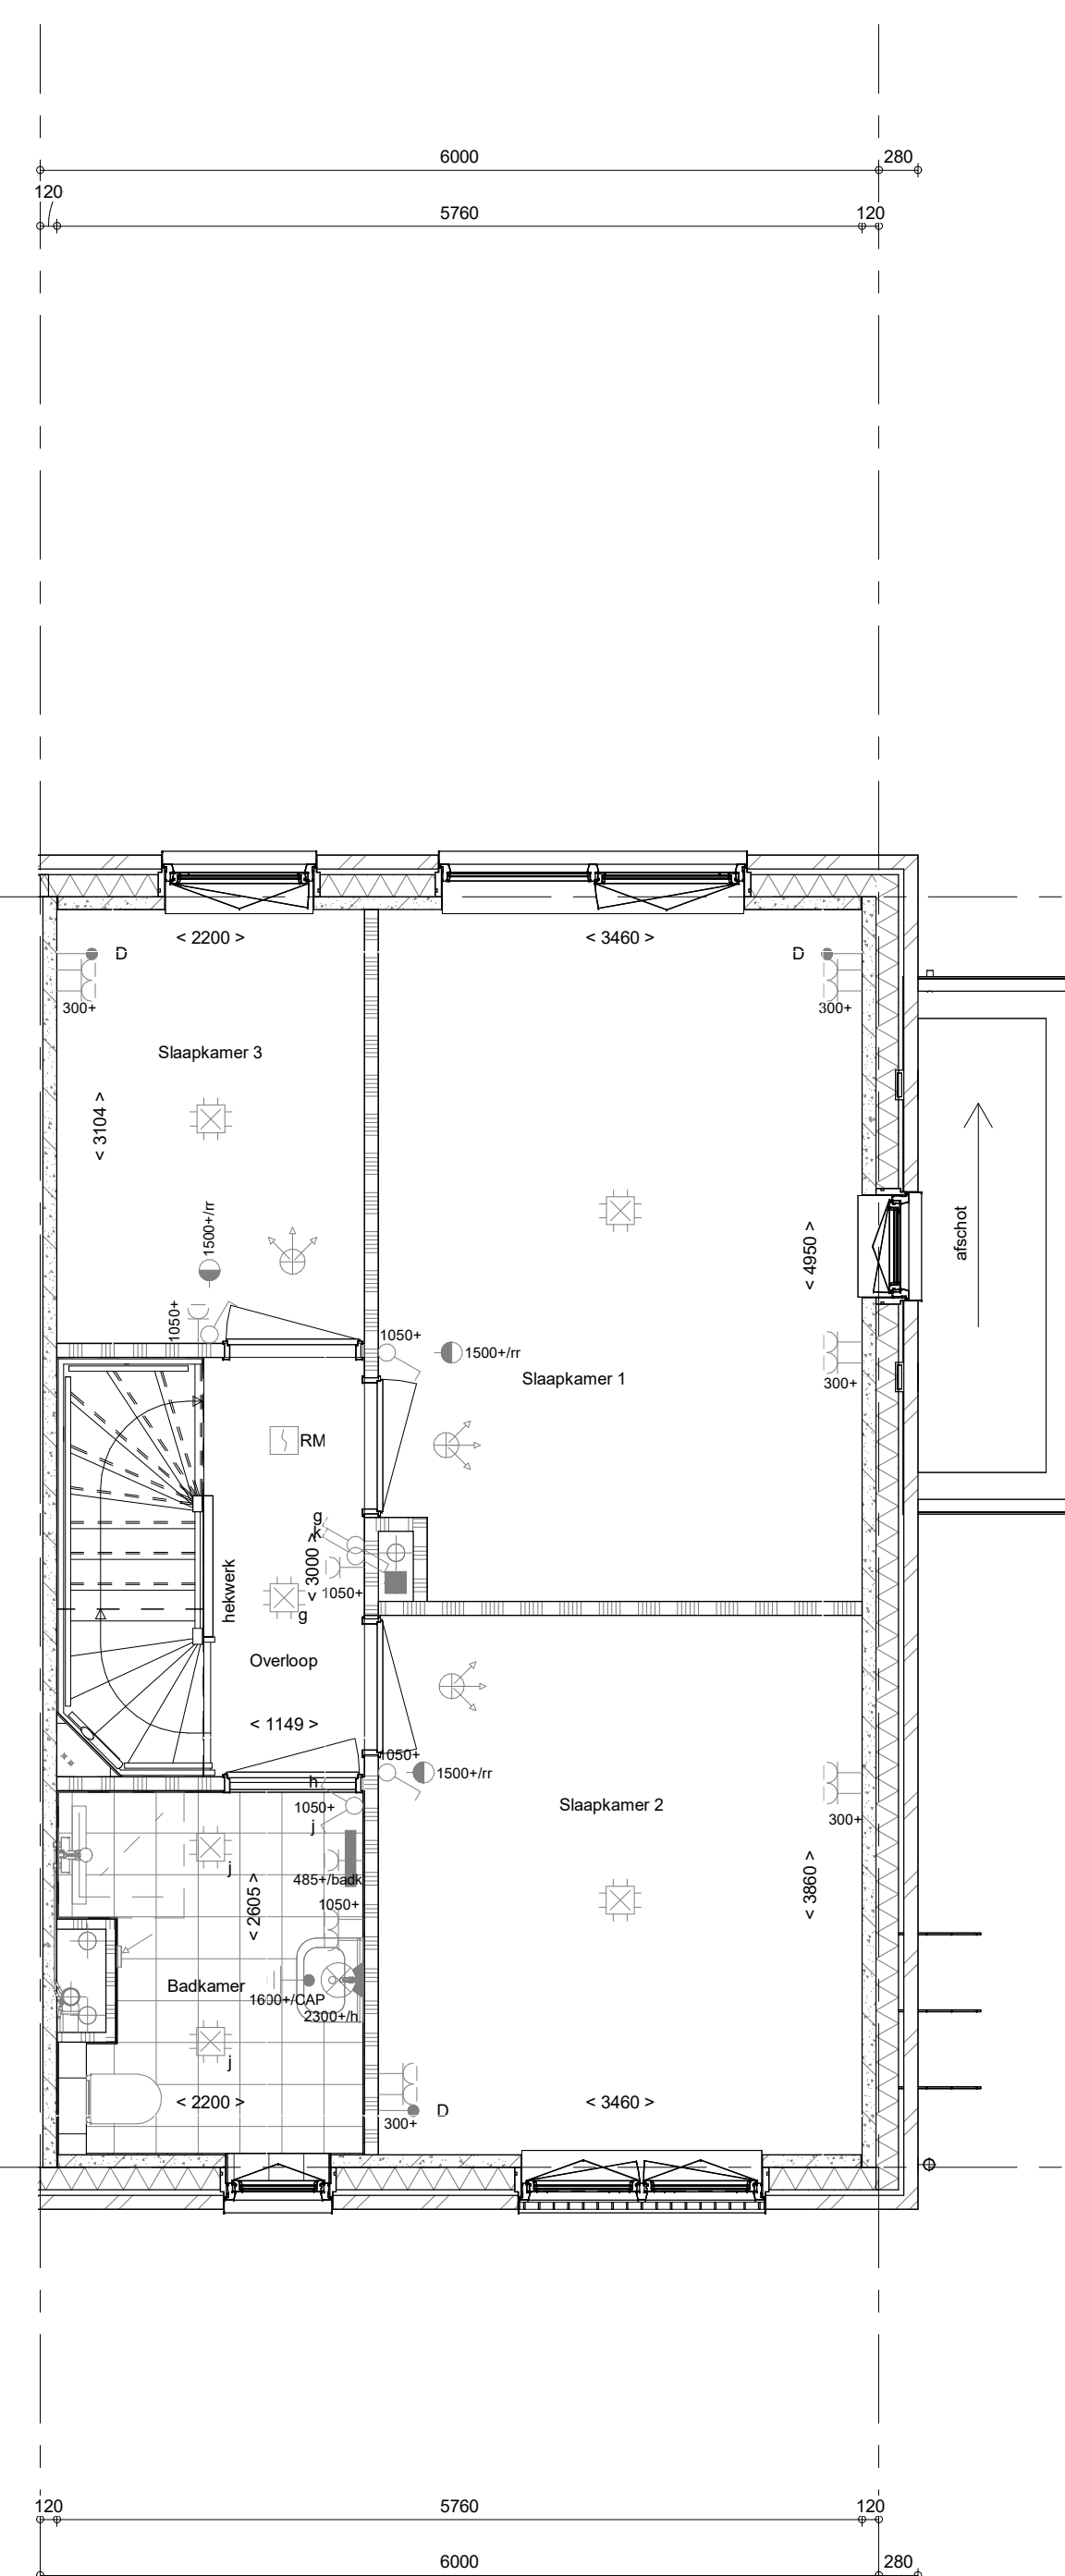 6000
280
120
5760
120
< 2200 >
< 3460 >
D
D
300+
300+
Slaapkamer 3
< 3104 >
1500+/rr
< 4950 >
afschot
1050+
1050+
1500+/rr
Slaapkamer 1
300+
RM
g
k
< 3000 >
hekwerk
1050+
g
Overloop
< 1149 >
1050+
1500+/rr
h
1050+
j
Slaapkamer 2
300+
j
485+/badk
< 2605 >
< 3860 >
1050+
Badkamer
1600+/CAP
2300+/h
j
< 2200 >
< 3460 >
D
300+
120
5760
120
6000
280